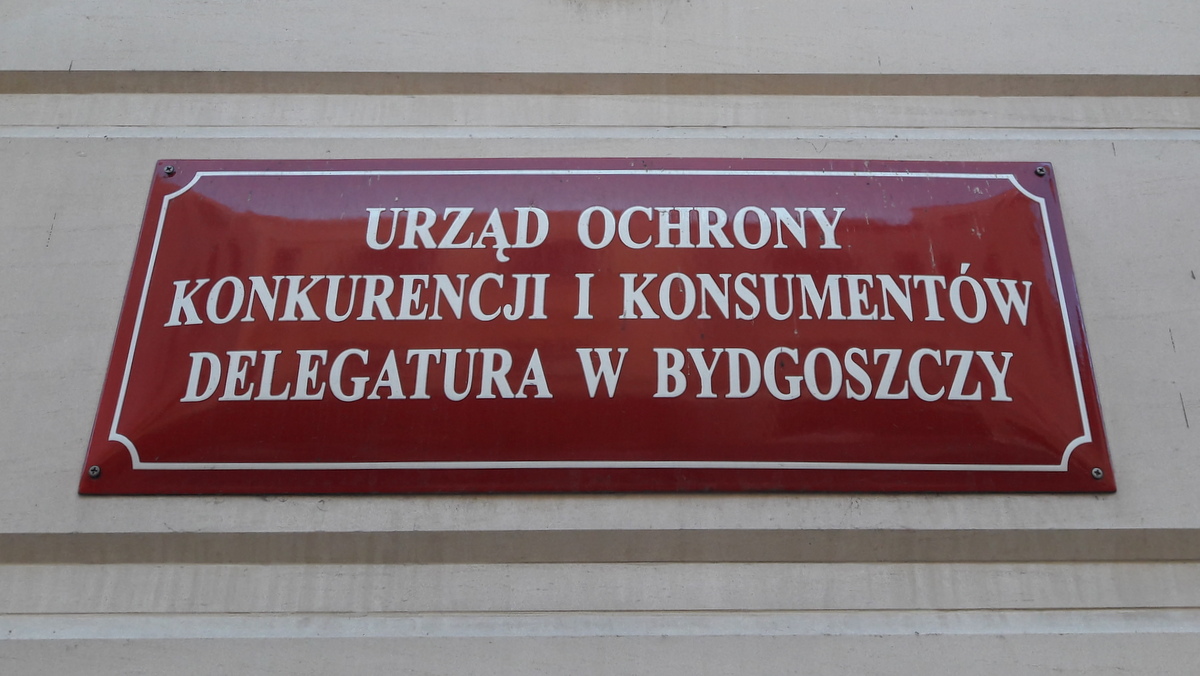 URZĄD OCHRONY
KONKURENCJI I KONSUMENTÓW
DELEGATURA W BYDGOSZCZY